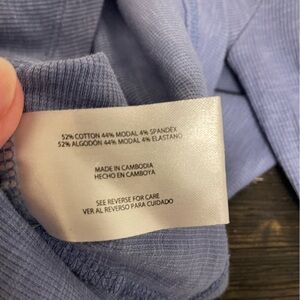 52% COTTON 44% MODAL 4% SPANDEX
52% ALGODÓN 44% MODAL 4% ELASTANO
MADE IN CAMBODIA
HECHO EN CAMBOYA
SEE REVERSE FOR CARE
VER AL REVERSO PARA CUIDADO